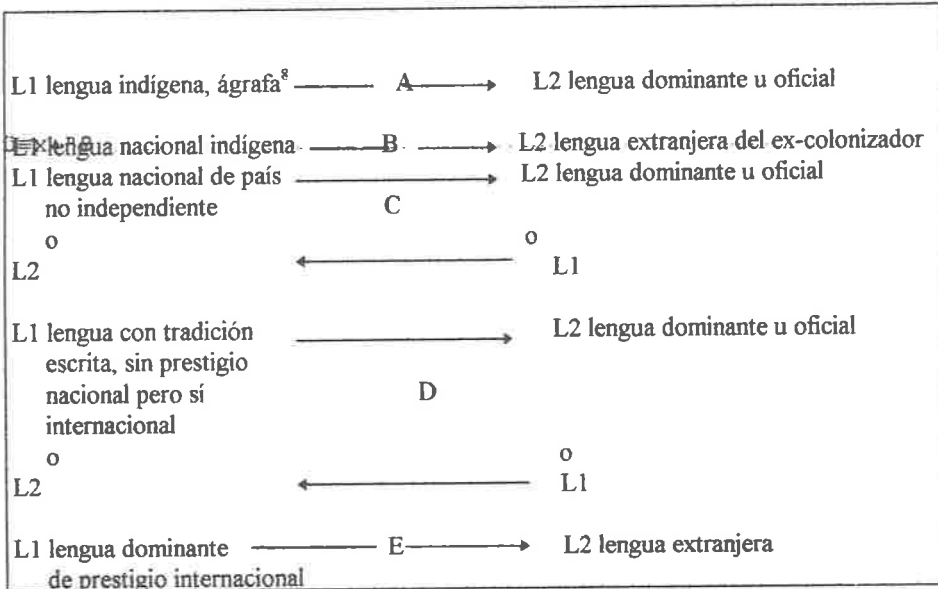 L1 lengua indígena, ágrafa⁸ A L2 lengua dominante u oficial
L1 lengua nacional indígena B L2 lengua extranjera del ex-colonizador
L1 lengua nacional de país L2 lengua dominante u oficial
no independiente C
o o
L2 L1
L1 lengua con tradición L2 lengua dominante u oficial
escrita, sin prestigio
nacional pero sí D
internacional
o o
L2 L1
L1 lengua dominante E L2 lengua extranjera
de prestigio internacional